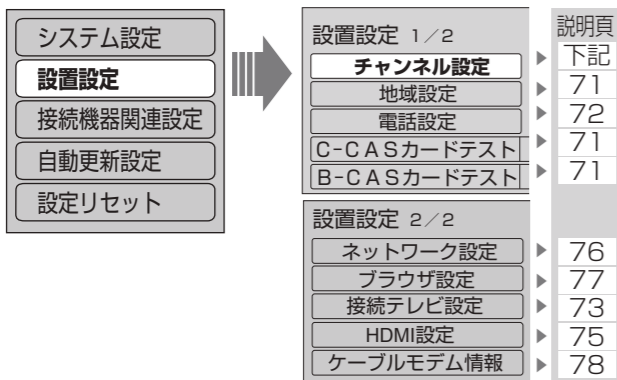 システム設定
設置設定
接続機器関連設定
自動更新設定
設定リセット
設置設定 1/2
説明頁
チャンネル設定 下記
地域設定 71
電話設定 72
C-CASカードテスト 71
B-CASカードテスト 71
設置設定 2/2
ネットワーク設定 76
ブラウザ設定 77
接続テレビ設定 73
HDMI設定 75
ケーブルモデム情報 78